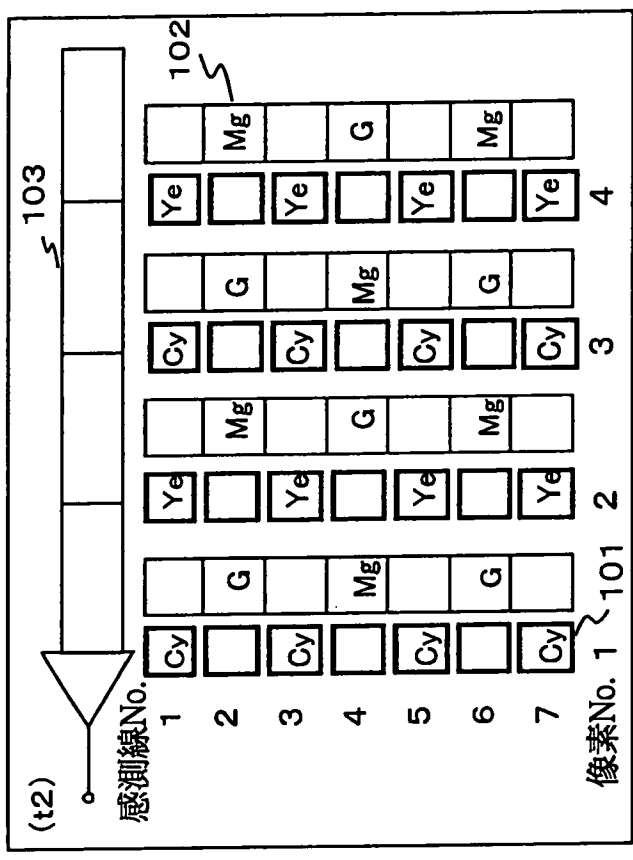 (t2) 103
感測線No.
102
1 Cy Ye Cy Ye
2 G Mg G Mg
3 Cy Ye Cy Ye
4 Mg G Mg G
5 Cy Ye Cy Ye
6 G Mg G Mg
7 Cy Ye Cy Ye
像素No. 1 2 3 4
101